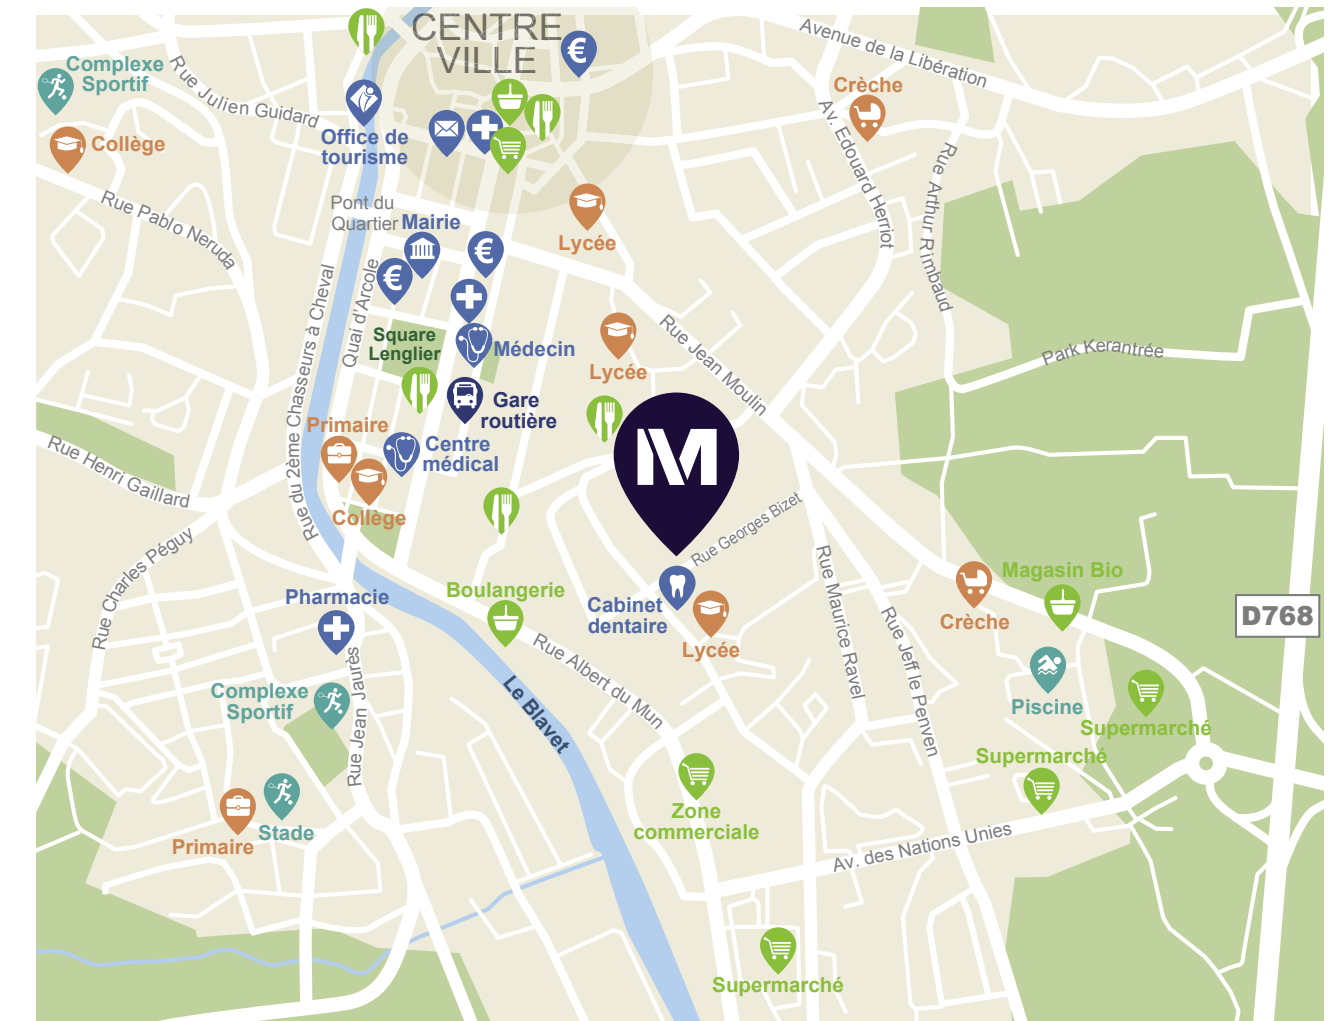 CENTRE
VILLE
Avenue de la Libération
Complexe
Sportif
Rue Julien Guidard
Crèche
Av. Edouard Herriot
Office de
tourisme
Collège
Rue Arthur Rimbaud
Rue Pablo Neruda
Pont du
Quartier
Mairie
Lycée
Rue du 2ème Chasseurs à Cheval
Quai d'Arcole
Square
Lenglier
Médecin
Lycée
Rue Jean Moulin
Park Kerantrée
Gare
routière
Primaire
Centre
médical
M
Rue Henri Gaillard
Collège
Rue Georges Bizet
Rue Charles Péguy
Pharmacie
Boulangerie
Cabinet
dentaire
Lycée
Rue Maurice Ravel
Rue Jeff le Penven
Crèche
Magasin Bio
D768
Rue Albert du Mun
Le Blavet
Rue Jean Jaurès
Complexe
Sportif
Piscine
Supermarché
Supermarché
Zone
commerciale
Stade
Primaire
Av. des Nations Unies
Supermarché